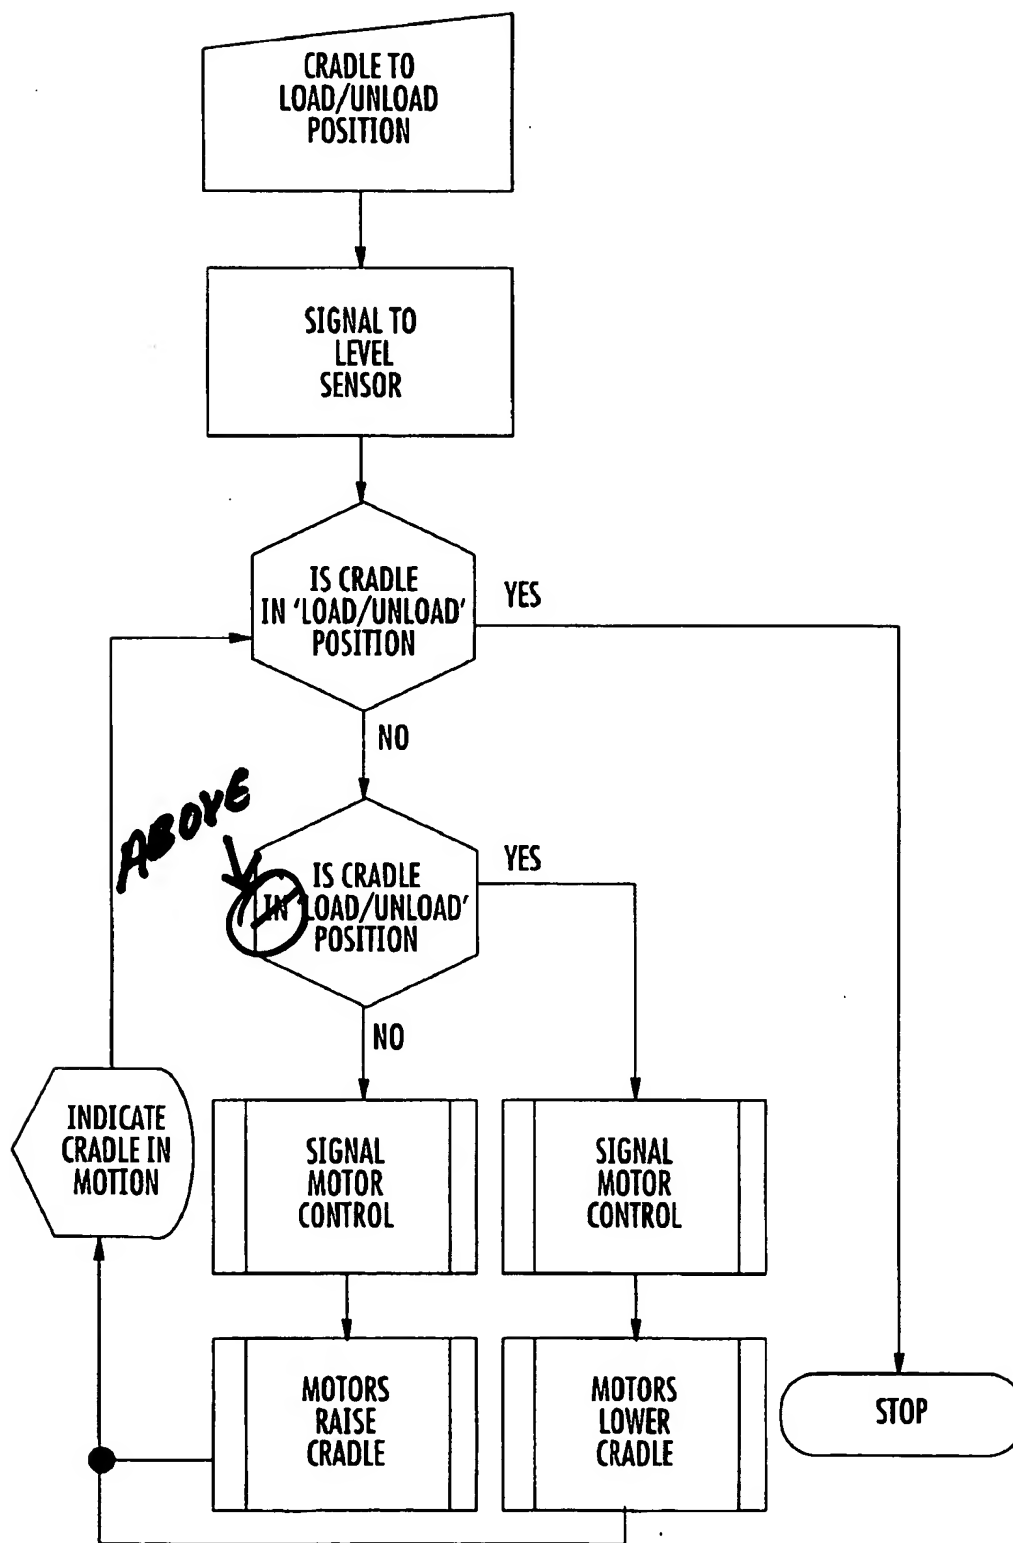 CRADLE TO
LOAD/UNLOAD
POSITION
SIGNAL TO
LEVEL
SENSOR
IS CRADLE
IN 'LOAD/UNLOAD'
POSITION
YES
NO
ABOVE
IS CRADLE
IN 'LOAD/UNLOAD'
POSITION
YES
NO
INDICATE
CRADLE IN
MOTION
SIGNAL
MOTOR
CONTROL
SIGNAL
MOTOR
CONTROL
MOTORS
RAISE
CRADLE
MOTORS
LOWER
CRADLE
STOP